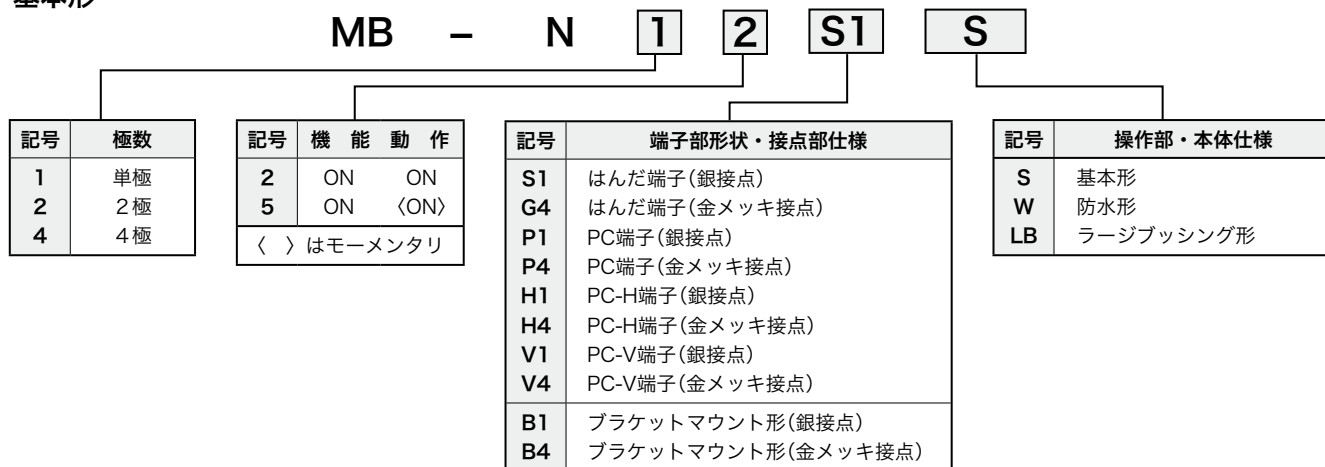 基本形
MB – N 1 2 S1 S
記号 極数
1 単極
2 2極
4 4極
記号 機 能 動 作
2 ON ON
5 ON 〈ON〉
〈 〉はモーメンタリ
記号 端子部形状・接点部仕様
S1 はんだ端子(銀接点)
G4 はんだ端子(金メッキ接点)
P1 PC端子(銀接点)
P4 PC端子(金メッキ接点)
H1 PC-H端子(銀接点)
H4 PC-H端子(金メッキ接点)
V1 PC-V端子(銀接点)
V4 PC-V端子(金メッキ接点)
B1 ブラケットマウント形(銀接点)
B4 ブラケットマウント形(金メッキ接点)
記号 操作部・本体仕様
S 基本形
W 防水形
LB ラージブッシング形